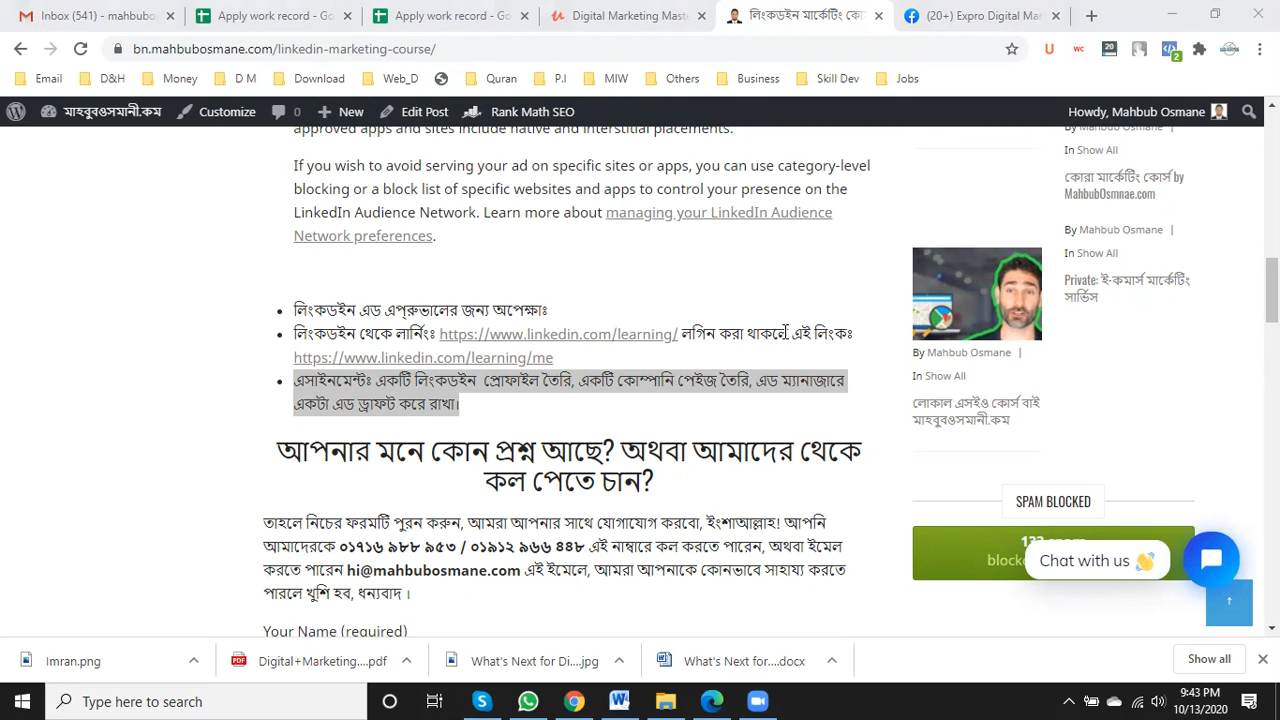 Inbox (541) - mahbubo
Apply work record - Go
Apply work record - Go
Digital Marketing Maste
লিংকডইন মার্কেটিং কো
(20+) Expro Digital Mar
bn.mahbubosmane.com/linkedin-marketing-course/
Email
D&H
Money
D M
Download
Web_D
Quran
P.I
MIW
Others
Business
Skill Dev
Jobs
মাহবুবওসমানী.কম
Customize
0
New
Edit Post
Rank Math SEO
Howdy, Mahbub Osmane
approved apps and sites include native and interstitial placements.
If you wish to avoid serving your ad on specific sites or apps, you can use category-level
blocking or a block list of specific websites and apps to control your presence on the
LinkedIn Audience Network. Learn more about managing your LinkedIn Audience
Network preferences.
লিংকডইন এড এপ্রুভালের জন্য অপেক্ষাঃ
লিংকডইন থেকে লার্নিংঃ https://www.linkedin.com/learning/ লগিন করা থাকলে এই লিংকঃ
https://www.linkedin.com/learning/me
এসাইনমেন্টঃ একটি লিংকডইন প্রোফাইল তৈরি, একটি কোম্পানি পেইজ তৈরি, এড ম্যানাজারে
একটা এড ড্রাফট করে রাখা।
আপনার মনে কোন প্রশ্ন আছে? অথবা আমাদের থেকে
কল পেতে চান?
তাহলে নিচের ফরমটি পুরন করুন, আমরা আপনার সাথে যোগাযোগ করবো, ইংশাআল্লাহ! আপনি
আমাদেরকে ০১৭১৬ ৯৮৮ ৯৫৩ / ০১৯১২ ৯৬৬ ৪৪৮ এই নাম্বারে কল করতে পারেন, অথবা ইমেল
করতে পারেন hi@mahbubosmane.com এই ইমেলে, আমরা আপনাকে কোনভাবে সাহায্য করতে
পারলে খুশি হব, ধন্যবাদ ।
Your Name (required)
By Mahbub Osmane |
In Show All
কোরা মার্কেটিং কোর্স by
MahbubOsmnae.com
By Mahbub Osmane |
In Show All
Private: ই-কমার্স মার্কেটিং
সার্ভিস
By Mahbub Osmane |
In Show All
লোকাল এসইও কোর্স বাই
মাহবুবওসমানী.কম
SPAM BLOCKED
Chat with us
Imran.png
Digital+Marketing....pdf
What's Next for Di....jpg
What's Next for....docx
Show all
Type here to search
9:43 PM
10/13/2020